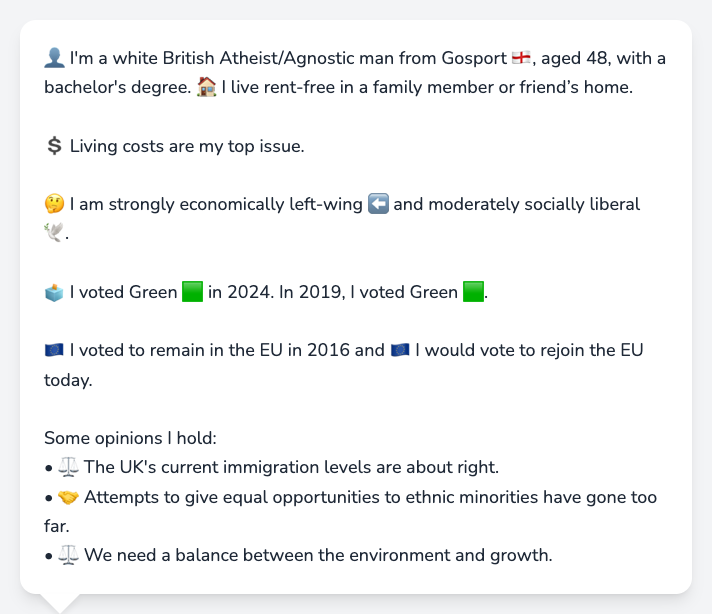 👤 I'm a white British Atheist/Agnostic man from Gosport 🏴󠁧󠁢󠁥󠁮󠁧󠁿, aged 48, with a
bachelor's degree. 🏠 I live rent-free in a family member or friend’s home.
💲 Living costs are my top issue.
🤔 I am strongly economically left-wing ⬅️ and moderately socially liberal
🕊️.
🗳️ I voted Green 🟩 in 2024. In 2019, I voted Green 🟩.
🇪🇺 I voted to remain in the EU in 2016 and 🇪🇺 I would vote to rejoin the EU
today.
Some opinions I hold:
• ⚖️ The UK's current immigration levels are about right.
• 🤝 Attempts to give equal opportunities to ethnic minorities have gone too
far.
• ⚖️ We need a balance between the environment and growth.